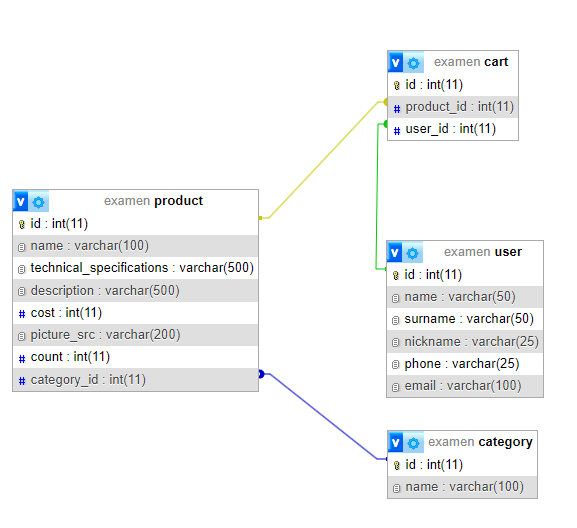 examen cart
id : int(11)
# product_id : int(11)
# user_id : int(11)
examen product
id : int(11)
name : varchar(100)
technical_specifications : varchar(500)
description : varchar(500)
# cost : int(11)
picture_src : varchar(200)
# count : int(11)
# category_id : int(11)
examen user
id : int(11)
name : varchar(50)
surname : varchar(50)
nickname : varchar(25)
phone : varchar(25)
email : varchar(100)
examen category
id : int(11)
name : varchar(100)